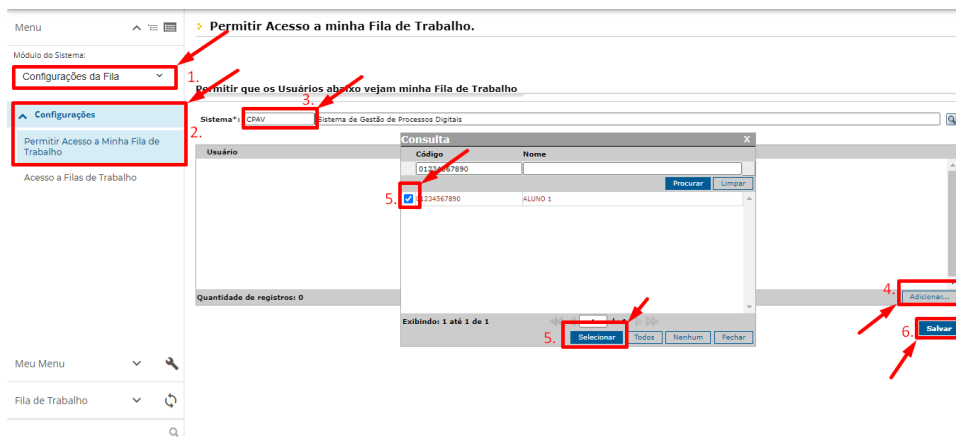 Menu
Módulo do Sistema:
Configurações da Fila
1.
Configurações
2.
Permitir Acesso a Minha Fila de
Trabalho
Acesso a Filas de Trabalho
Meu Menu
Fila de Trabalho
Permitir Acesso a minha Fila de Trabalho.
Permitir que os Usuários abaixo vejam minha Fila de Trabalho
3.
Sistema*: CPAV Sistema de Gestão de Processos Digitais
Usuário
Consulta X
Código Nome
01234567890
Procurar Limpar
5. 01234567890 ALUNO 1
Quantidade de registros: 0
4. Adicionar...
Exibindo: 1 até 1 de 1
5. Selecionar Todos Nenhum Fechar
6. Salvar